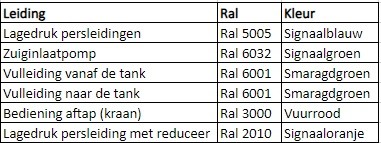 Leiding Ral Kleur
Lagedruk persleidingen Ral 5005 Signaalblauw
Zuiginlaatpomp Ral 6032 Signaalgroen
Vulleiding vanaf de tank Ral 6001 Smaragdgroen
Vulleiding naar de tank Ral 6001 Smaragdgroen
Bediening aftap (kraan) Ral 3000 Vuurrood
Lagedruk persleiding met reduceer Ral 2010 Signaaloranje